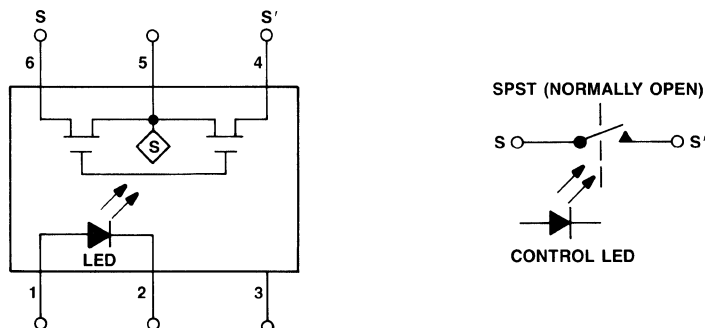 S S'
6 5 4
S
LED
1 2 3
SPST (NORMALLY OPEN)
S S'
CONTROL LED